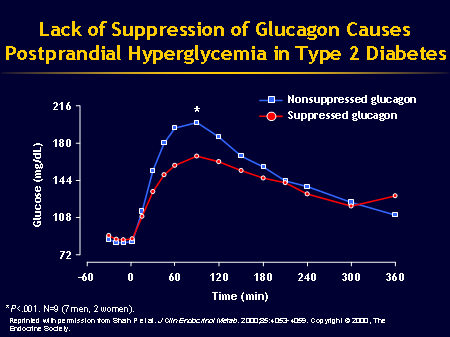 Lack of Suppression of Glucagon Causes
Postprandial Hyperglycemia in Type 2 Diabetes
Nonsuppressed glucagon
Suppressed glucagon
*
Glucose (mg/dL)
216
180
144
108
72
-60 0 60 120 180 240 300 360
Time (min)
* P<.001. N=9 (7 men, 2 women).
Reprinted with permission from Shah P et al. J Clin Endocrinol Metab. 2000;85:4053-4059. Copyright © 2000, The
Endocrine Society.